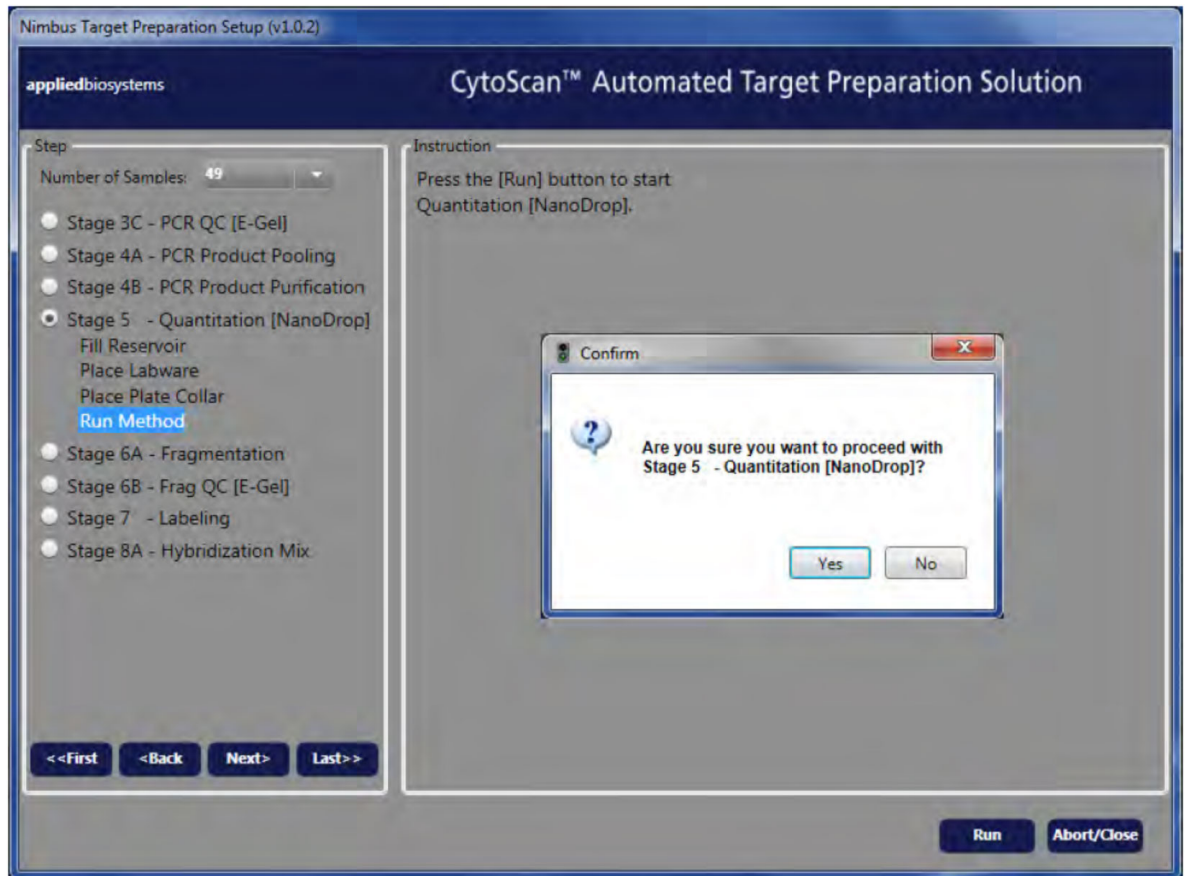 Nimbus Target Preparation Setup (v1.0.2)
appliedbiosystems
CytoScan™ Automated Target Preparation Solution
Step
Number of Samples: 49
Stage 3C - PCR QC [E-Gel]
Stage 4A - PCR Product Pooling
Stage 4B - PCR Product Purification
Stage 5 - Quantitation [NanoDrop]
Fill Reservoir
Place Labware
Place Plate Collar
Run Method
Stage 6A - Fragmentation
Stage 6B - Frag QC [E-Gel]
Stage 7 - Labeling
Stage 8A - Hybridization Mix
<<First <Back Next> Last>>
Instruction
Press the [Run] button to start
Quantitation [NanoDrop].
Confirm
Are you sure you want to proceed with
Stage 5 - Quantitation [NanoDrop]?
Yes No
Run Abort/Close